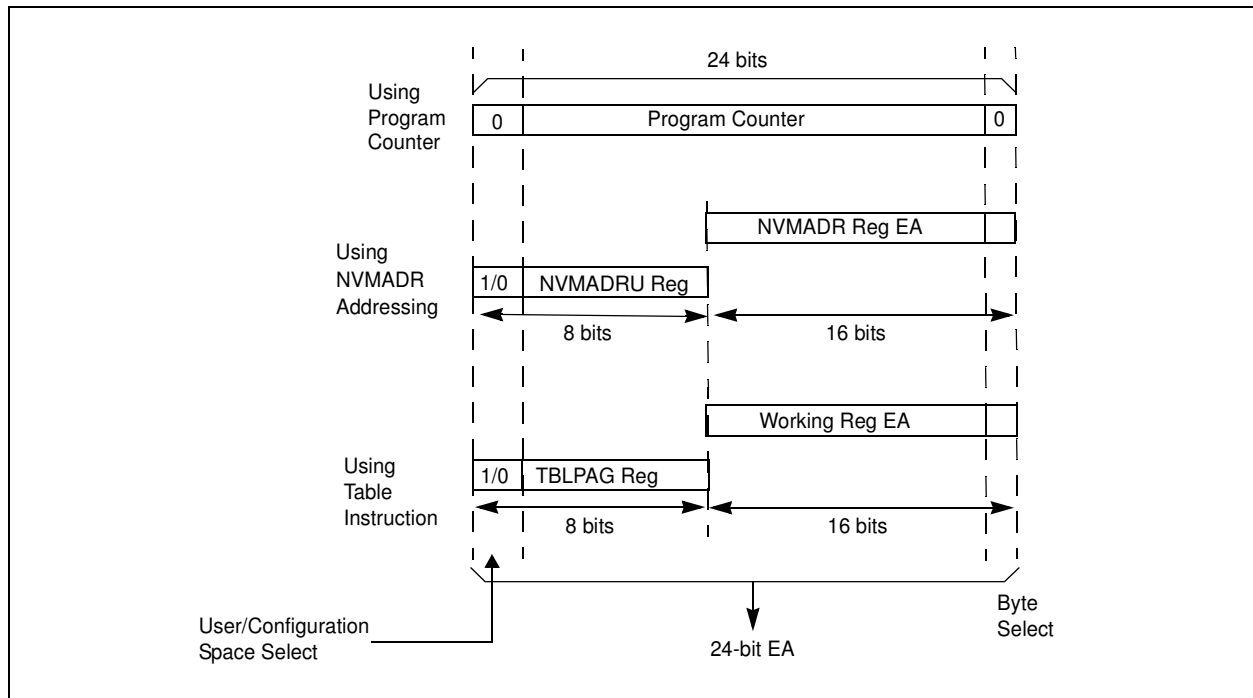 24 bits
Using
Program
Counter
0
Program Counter
0
NVMADR Reg EA
Using
NVMADR
Addressing
1/0
NVMADRU Reg
8 bits
16 bits
Working Reg EA
Using
Table
Instruction
1/0
TBLPAG Reg
8 bits
16 bits
User/Configuration
Space Select
24-bit EA
Byte
Select